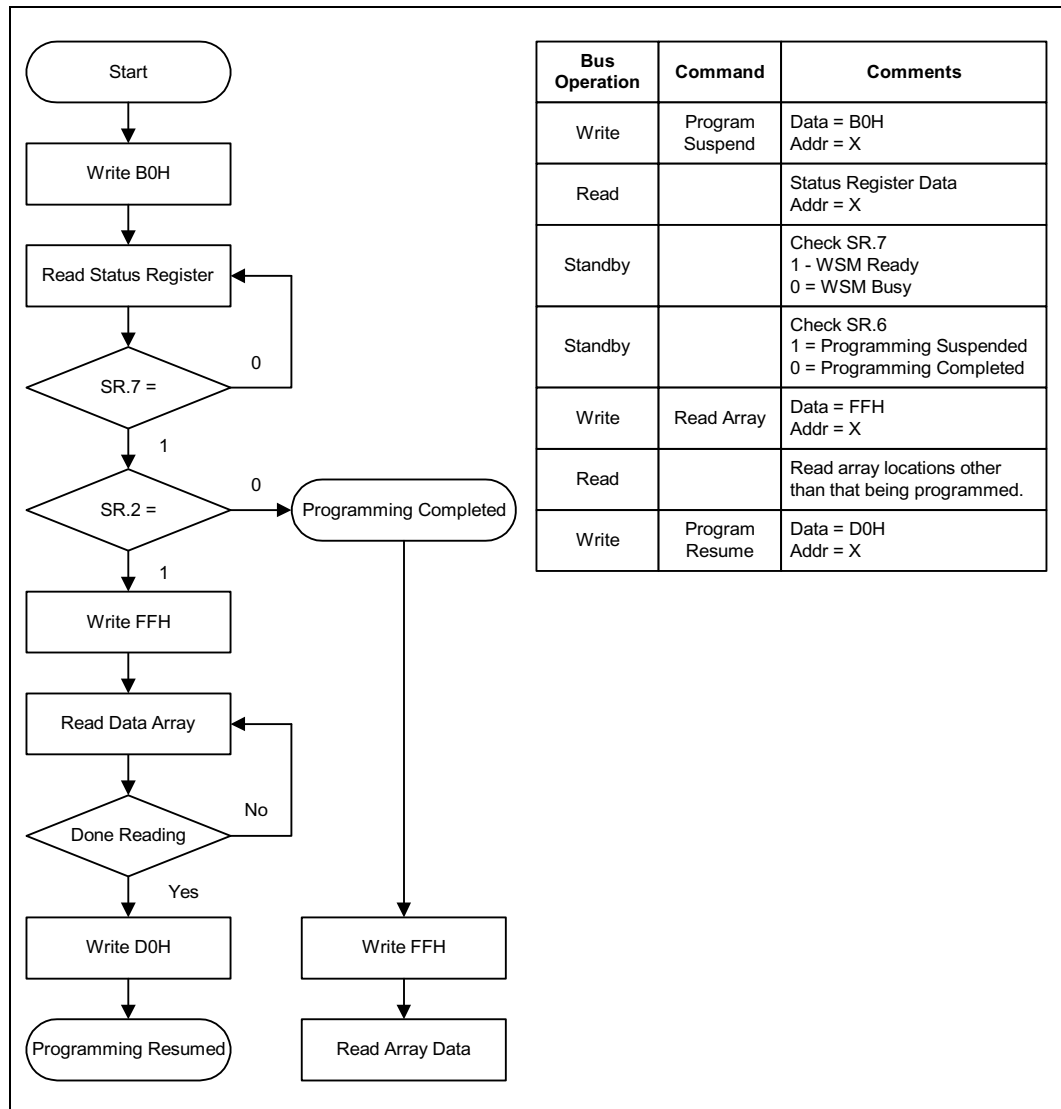 Start
Write B0H
Read Status Register
SR.7 =
0
1
SR.2 =
0
Programming Completed
1
Write FFH
Read Data Array
Done Reading
No
Yes
Write D0H
Write FFH
Programming Resumed
Read Array Data
Bus
Operation
Command
Comments
Write
Program
Suspend
Data = B0H
Addr = X
Read
Status Register Data
Addr = X
Standby
Check SR.7
1 - WSM Ready
0 = WSM Busy
Standby
Check SR.6
1 = Programming Suspended
0 = Programming Completed
Write
Read Array
Data = FFH
Addr = X
Read
Read array locations other
than that being programmed.
Write
Program
Resume
Data = D0H
Addr = X